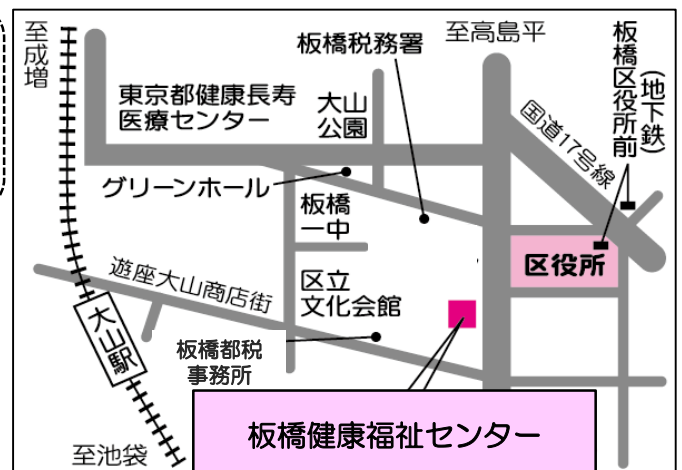 至成増
東京都健康長寿
医療センター
板橋税務署
至高島平
板橋区役所前
(地下鉄)
大山
公園
国道17号線
グリーンホール
板橋
一中
区役所
遊座大山商店街
区立
文化会館
大山駅
板橋都税
事務所
板橋健康福祉センター
至池袋